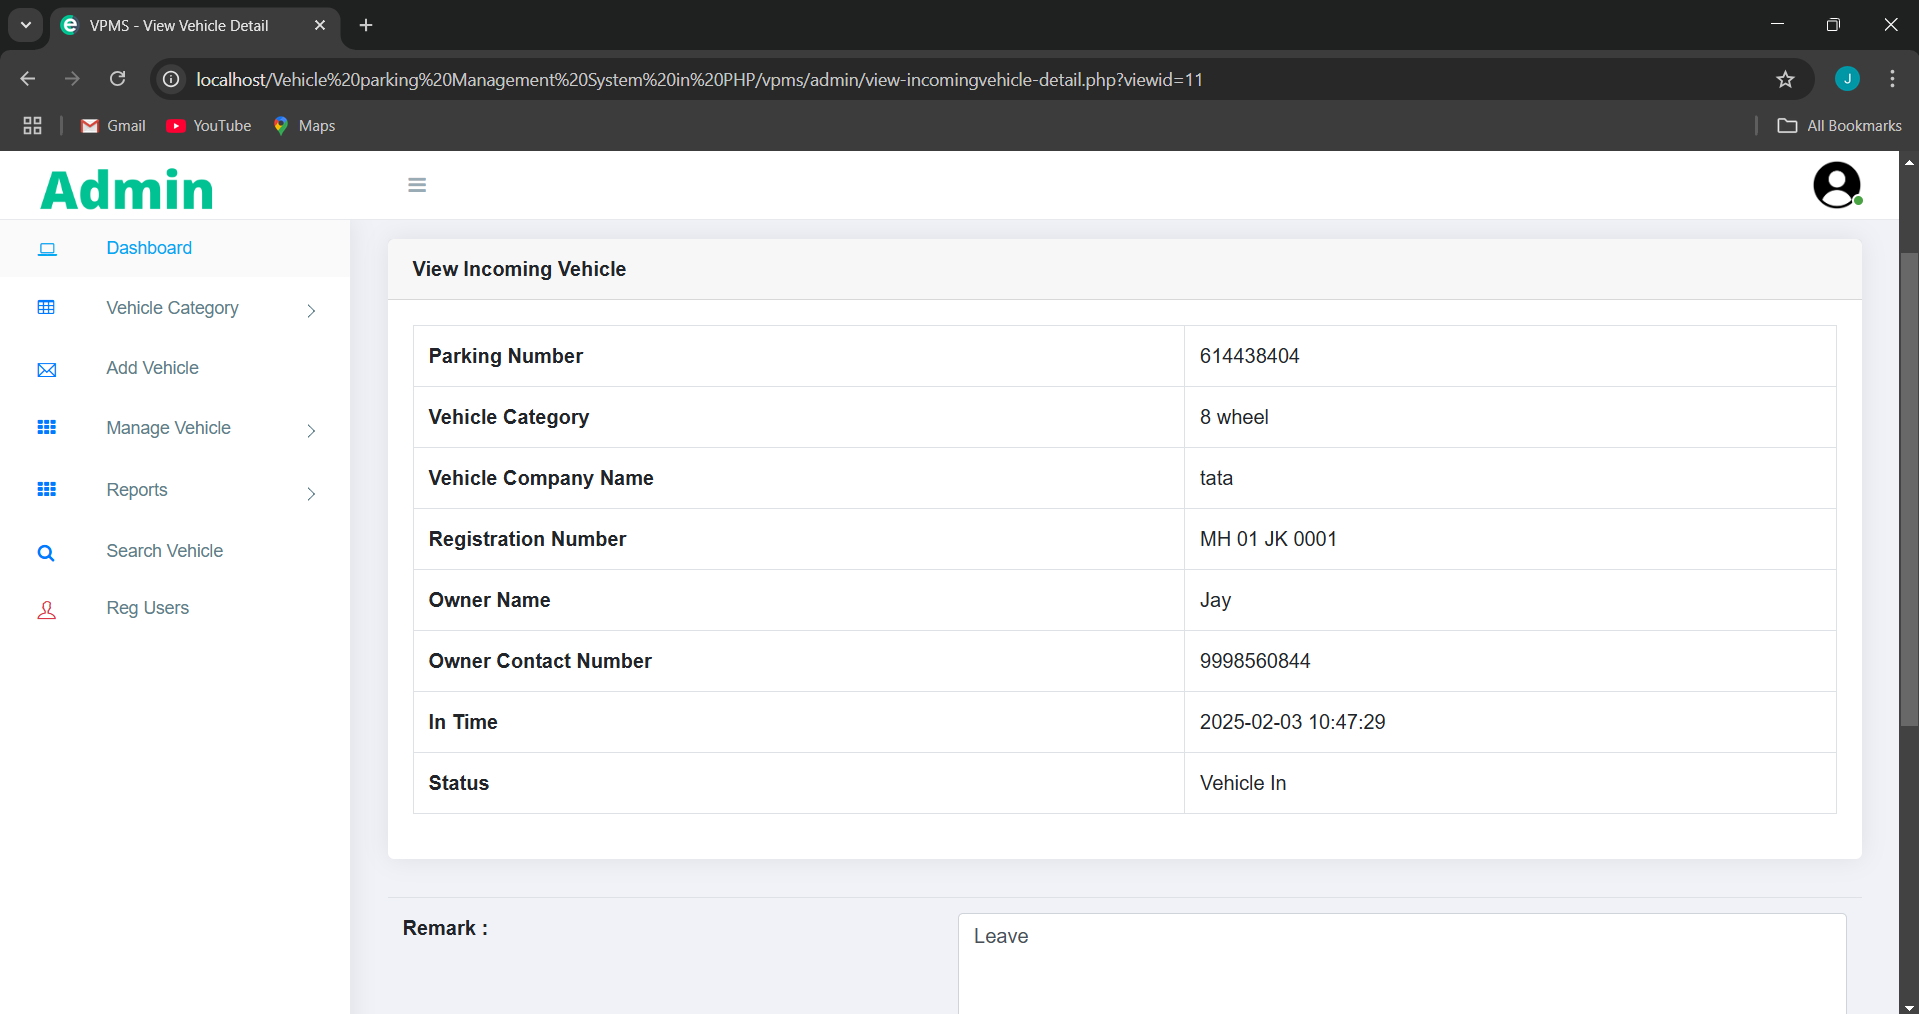 VPMS - View Vehicle Detail
localhost/Vehicle%20parking%20Management%20System%20in%20PHP/vpms/admin/view-incomingvehicle-detail.php?viewid=11
J
Gmail YouTube Maps All Bookmarks
Admin
Dashboard
Vehicle Category
Add Vehicle
Manage Vehicle
Reports
Search Vehicle
Reg Users
View Incoming Vehicle
Parking Number 614438404
Vehicle Category 8 wheel
Vehicle Company Name tata
Registration Number MH 01 JK 0001
Owner Name Jay
Owner Contact Number 9998560844
In Time 2025-02-03 10:47:29
Status Vehicle In
Remark : Leave